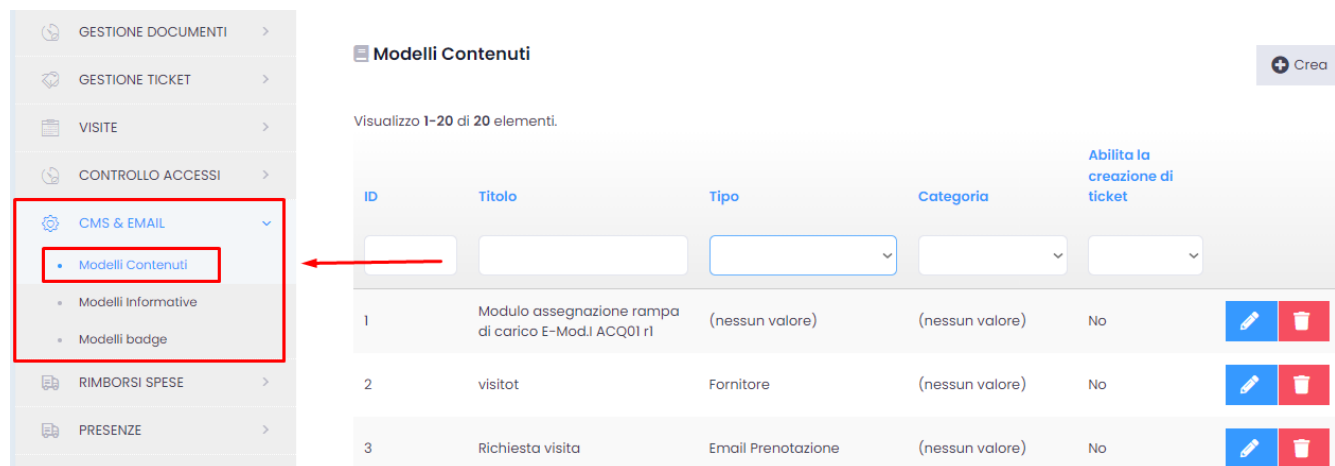 GESTIONE DOCUMENTI
GESTIONE TICKET
VISITE
CONTROLLO ACCESSI
CMS & EMAIL
Modelli Contenuti
Modelli Informative
Modelli badge
RIMBORSI SPESE
PRESENZE
Modelli Contenuti
Crea
Visualizzo 1-20 di 20 elementi.
ID
Titolo
Tipo
Categoria
Abilita la
creazione di
ticket
1
Modulo assegnazione rampa
di carico E-Mod.I ACQ01 r1
(nessun valore)
(nessun valore)
No
2
visitot
Fornitore
(nessun valore)
No
3
Richiesta visita
Email Prenotazione
(nessun valore)
No